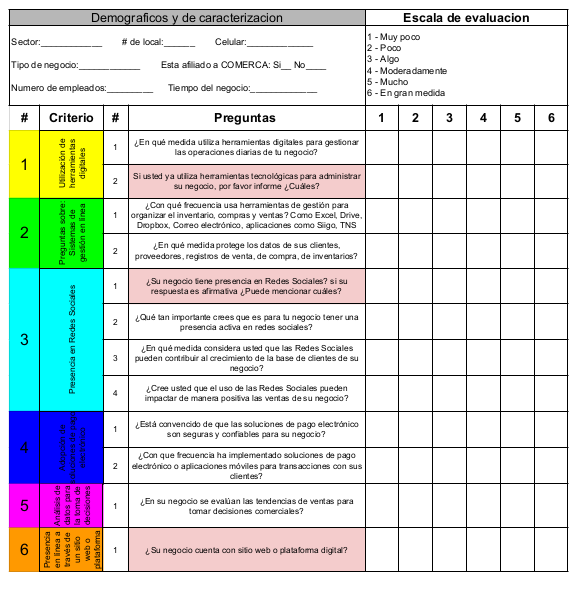 Demograficos y de caracterizacion
Escala de evaluacion
Sector:____________ # de local:______ Celular:_____________
Tipo de negocio:____________ Esta afiliado a COMERCA: Si__ No____
Numero de empleados:_________ Tiempo del negocio:_____________
1 - Muy poco
2 - Poco
3 - Algo
4 - Moderadamente
5 - Mucho
6 - En gran medida
# Criterio # Preguntas 1 2 3 4 5 6
1
Utilización de
herramientas
digitales
1
¿En qué medida utiliza herramientas digitales para gestionar
las operaciones diarias de tu negocio?
2
Si usted ya utiliza herramientas tecnológicas para administrar
su negocio, por favor informe ¿Cuáles?
2
Preguntas sobre:
Sistemas de
gestión en línea
1
¿Con qué frecuencia usa herramientas de gestión para
organizar el inventario, compras y ventas? Como Excel, Drive,
Dropbox, Correo electrónico, aplicaciones como Siigo, TNS
2
¿En qué medida protege los datos de sus clientes,
proveedores, registros de venta, de compra, de inventarios?
3
Presencia en Redes Sociales
1
¿Su negocio tiene presencia en Redes Sociales? si su
respuesta es afirmativa ¿Puede mencionar cuáles?
2
¿Qué tan importante crees que es para tu negocio tener una
presencia activa en redes sociales?
3
¿En qué medida considera usted que las Redes Sociales
pueden contribuir al crecimiento de la base de clientes de su
negocio?
4
¿Cree usted que el uso de las Redes Sociales pueden
impactar de manera positiva las ventas de su negocio?
4
Adopción de
soluciones de pago
electrónico
1
¿Está convencido de que las soluciones de pago electrónico
son seguras y confiables para su negocio?
2
¿Con que frecuencia ha implementado soluciones de pago
electrónico o aplicaciones móviles para transacciones con sus
clientes?
5
Análisis de
datos para
la toma de
decisiones
1
¿En su negocio se evalúan las tendencias de ventas para
tomar decisiones comerciales?
6
Presencia
en línea a
través de
un sitio
web o
plataforma
1
¿Su negocio cuenta con sitio web o plataforma digital?